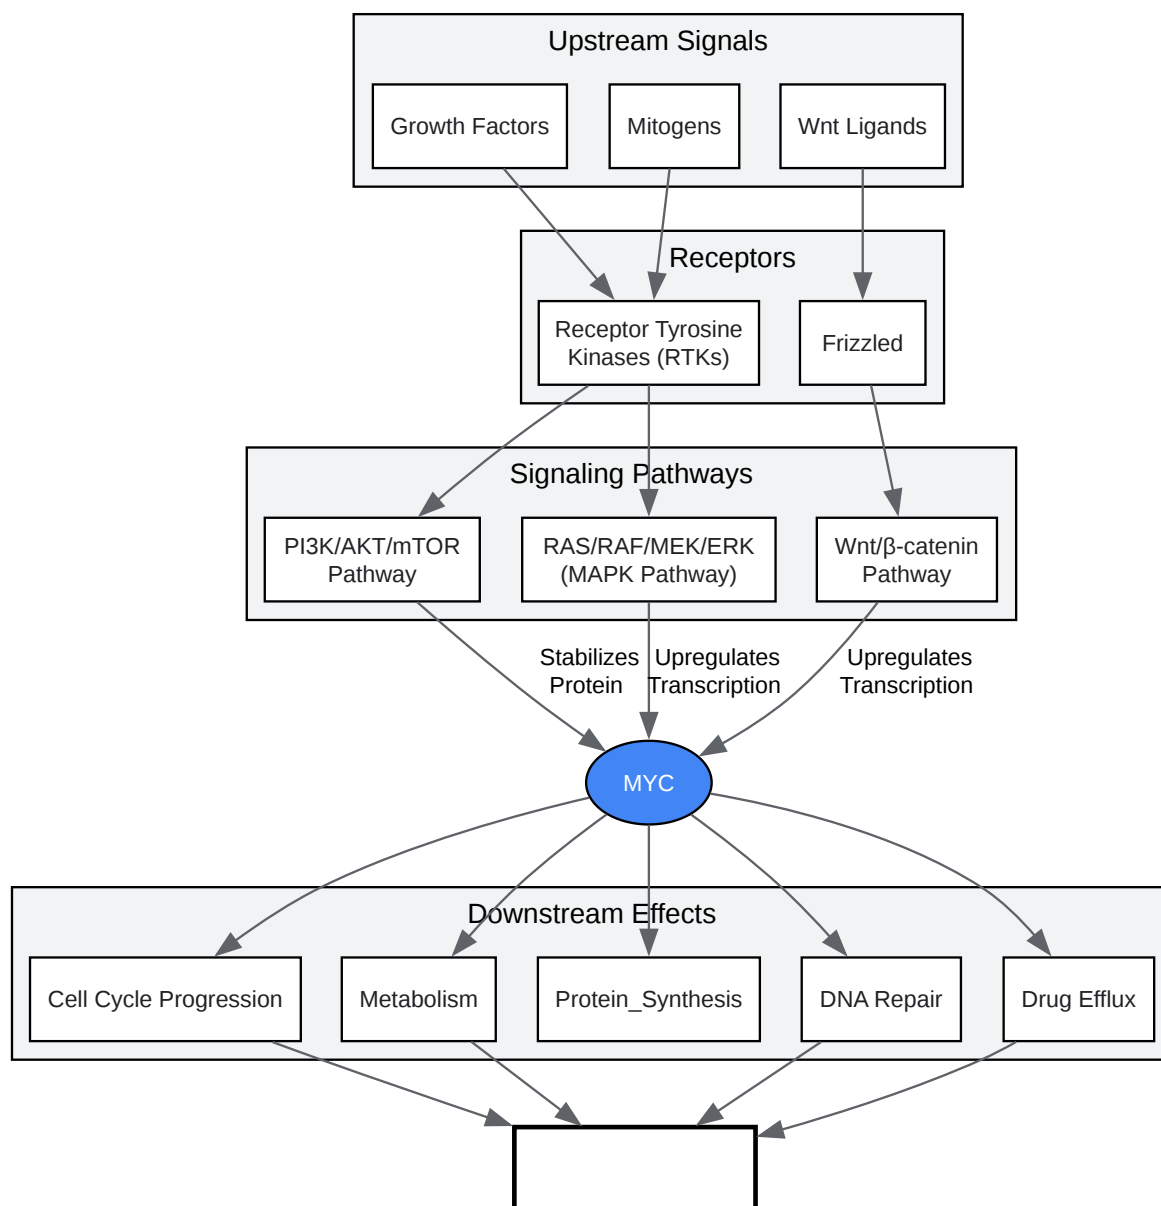 Upstream Signals
Growth Factors
Mitogens
Wnt Ligands
Receptors
Receptor Tyrosine
Kinases (RTKs)
Frizzled
Signaling Pathways
PI3K/AKT/mTOR
Pathway
RAS/RAF/MEK/ERK
(MAPK Pathway)
Wnt/β-catenin
Pathway
Stabilizes
Protein
Upregulates
Transcription
Upregulates
Transcription
MYC
Downstream Effects
Cell Cycle Progression
Metabolism
Protein_Synthesis
DNA Repair
Drug Efflux